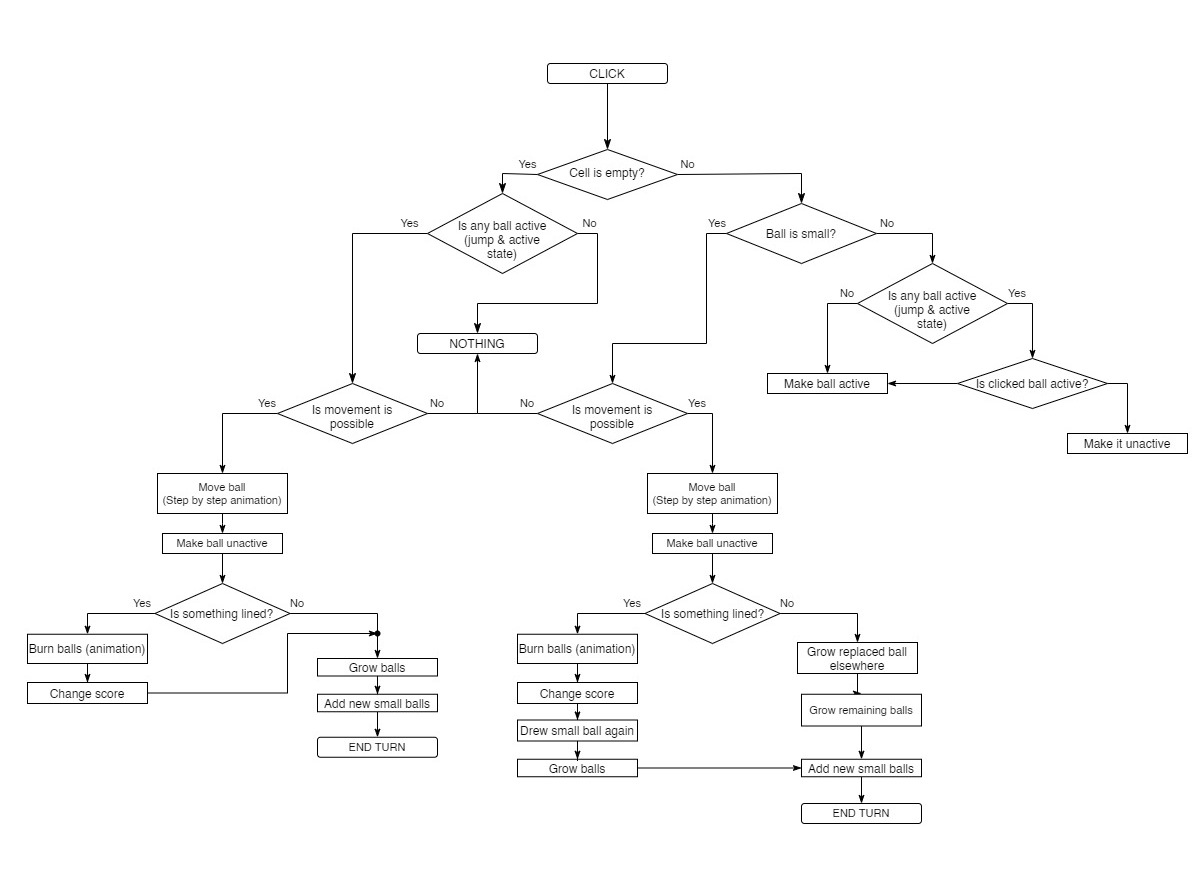 CLICK
Cell is empty?
Yes
No
Is any ball active
(jump & active
state)
Yes
No
Ball is small?
Yes
No
Is any ball active
(jump & active
state)
No
Yes
NOTHING
Make ball active
Is clicked ball active?
Make it unactive
Is movement is
possible
Yes
No
Is movement is
possible
No
Yes
Move ball
(Step by step animation)
Make ball unactive
Is something lined?
Yes
No
Burn balls (animation)
Change score
Grow balls
Add new small balls
END TURN
Move ball
(Step by step animation)
Make ball unactive
Is something lined?
Yes
No
Burn balls (animation)
Change score
Drew small ball again
Grow balls
Grow replaced ball
elsewhere
Grow remaining balls
Add new small balls
END TURN